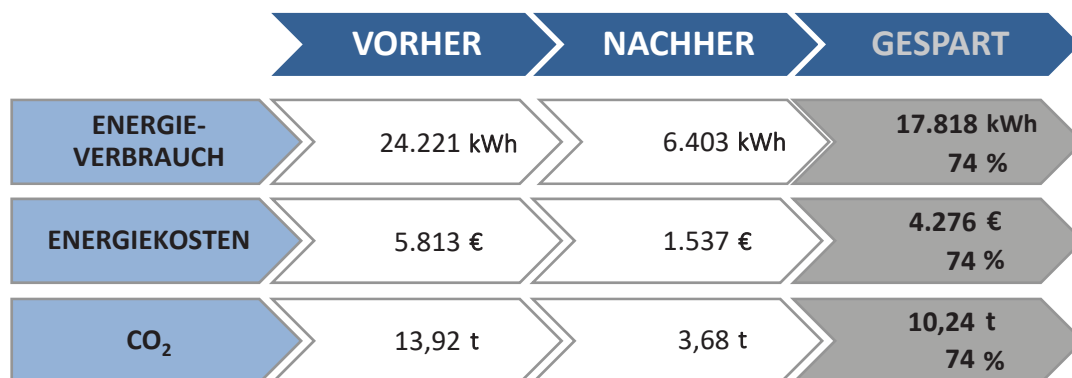 VORHER NACHHER GESPART
ENERGIE-
VERBRAUCH
24.221 kWh
6.403 kWh
17.818 kWh
74 %
ENERGIEKOSTEN
5.813 €
1.537 €
4.276 €
74 %
CO₂
13,92 t
3,68 t
10,24 t
74 %